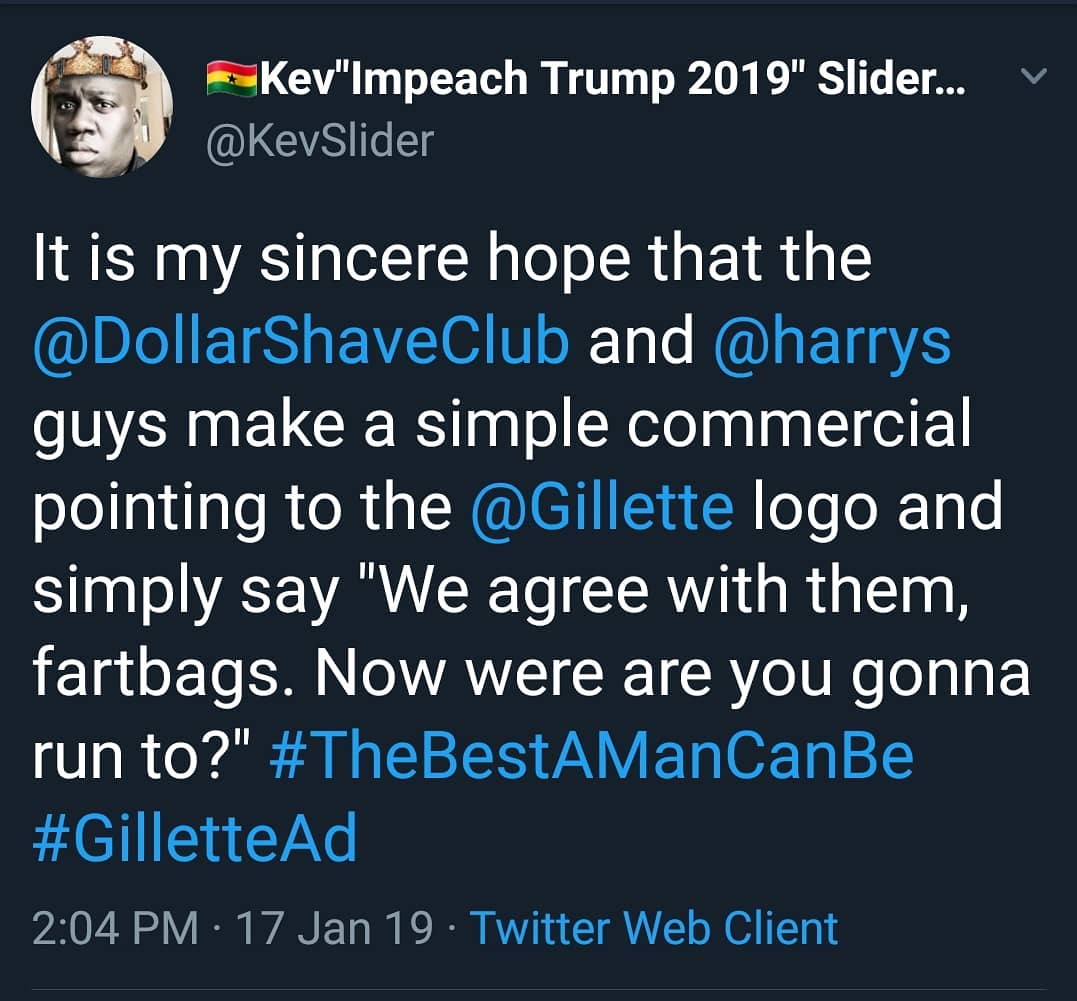 🇬🇭Kev"Impeach Trump 2019" Slider...
@KevSlider
It is my sincere hope that the
@DollarShaveClub and @harrys
guys make a simple commercial
pointing to the @Gillette logo and
simply say "We agree with them,
fartbags. Now were are you gonna
run to?" #TheBestAManCanBe
#GilletteAd
2:04 PM · 17 Jan 19 · Twitter Web Client